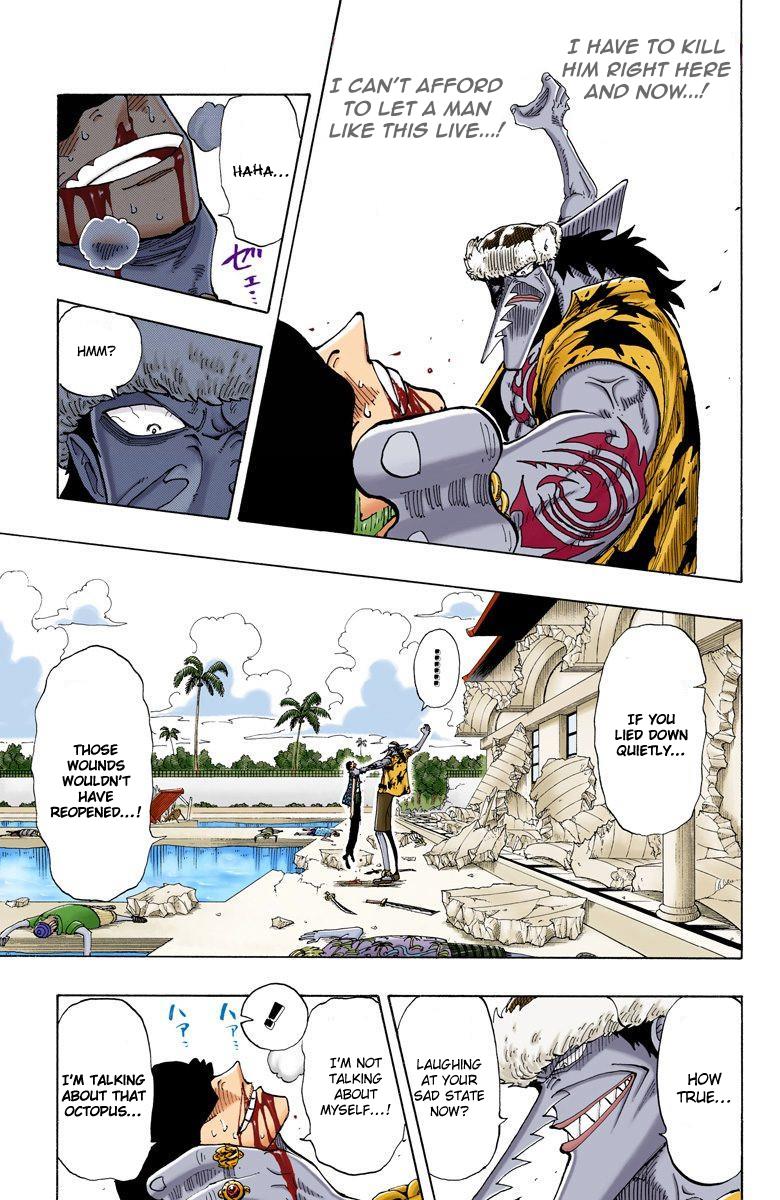 I HAVE TO KILL
HIM RIGHT HERE
AND NOW...!
I CAN'T AFFORD
TO LET A MAN
LIKE THIS LIVE...!
HAHA...
ゼェ...
HMM?
IF YOU
LIED DOWN
QUIETLY...
!!!!!!
THOSE
WOUNDS
WOULDN'T
HAVE
REOPENED...!
HOW
TRUE...
LAUGHING
AT YOUR
SAD STATE
NOW?
I'M NOT
TALKING
ABOUT
MYSELF...!
!
ハァ...
ハァ...
I'M TALKING
ABOUT THAT
OCTOPUS...